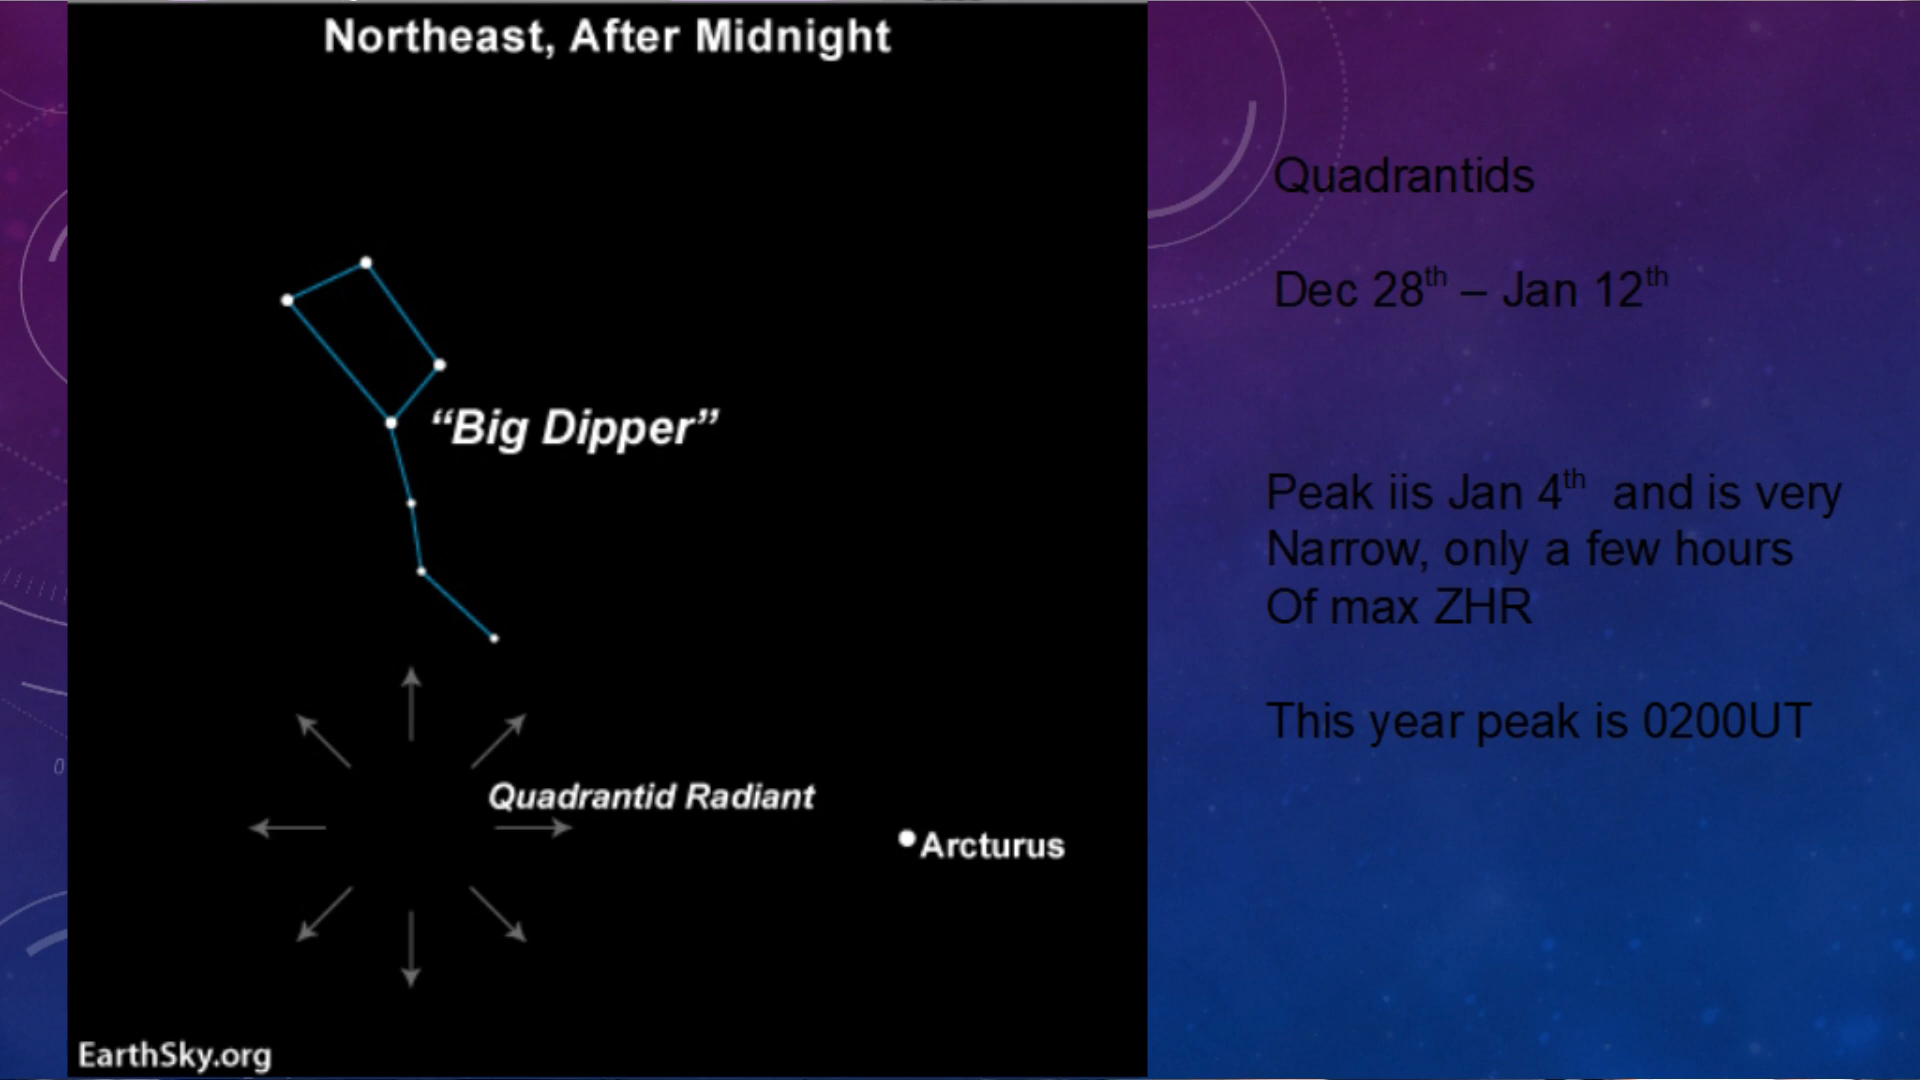 Northeast, After Midnight
“Big Dipper”
Quadrantid Radiant
Arcturus
EarthSky.org
Quadrantids
Dec 28th – Jan 12th
Peak iis Jan 4th and is very
Narrow, only a few hours
Of max ZHR
This year peak is 0200UT
0